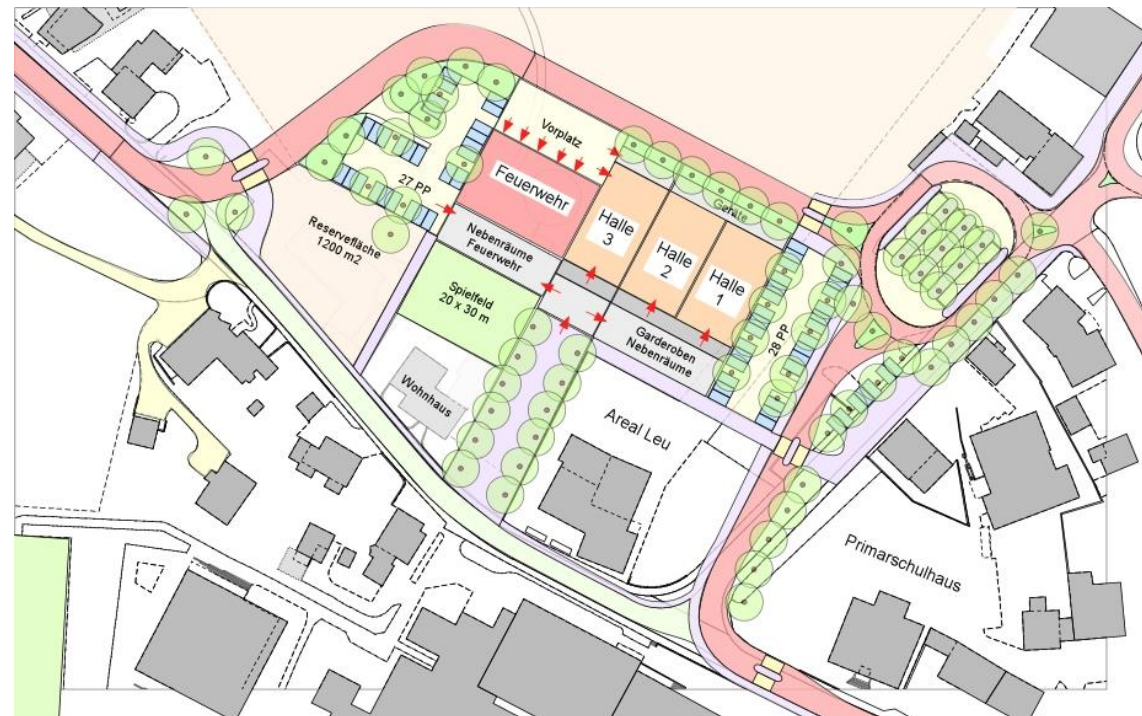 Vorplatz
Feuerwehr
27 PP
Geräte
Halle
3
Halle
2
Halle
1
Reservefläche
1200 m2
Nebenräume
Feuerwehr
Spielfeld
20 x 30 m
28 PP
Garderoben
Nebenräume
Wohnhaus
Areal Leu
Primarschulhaus